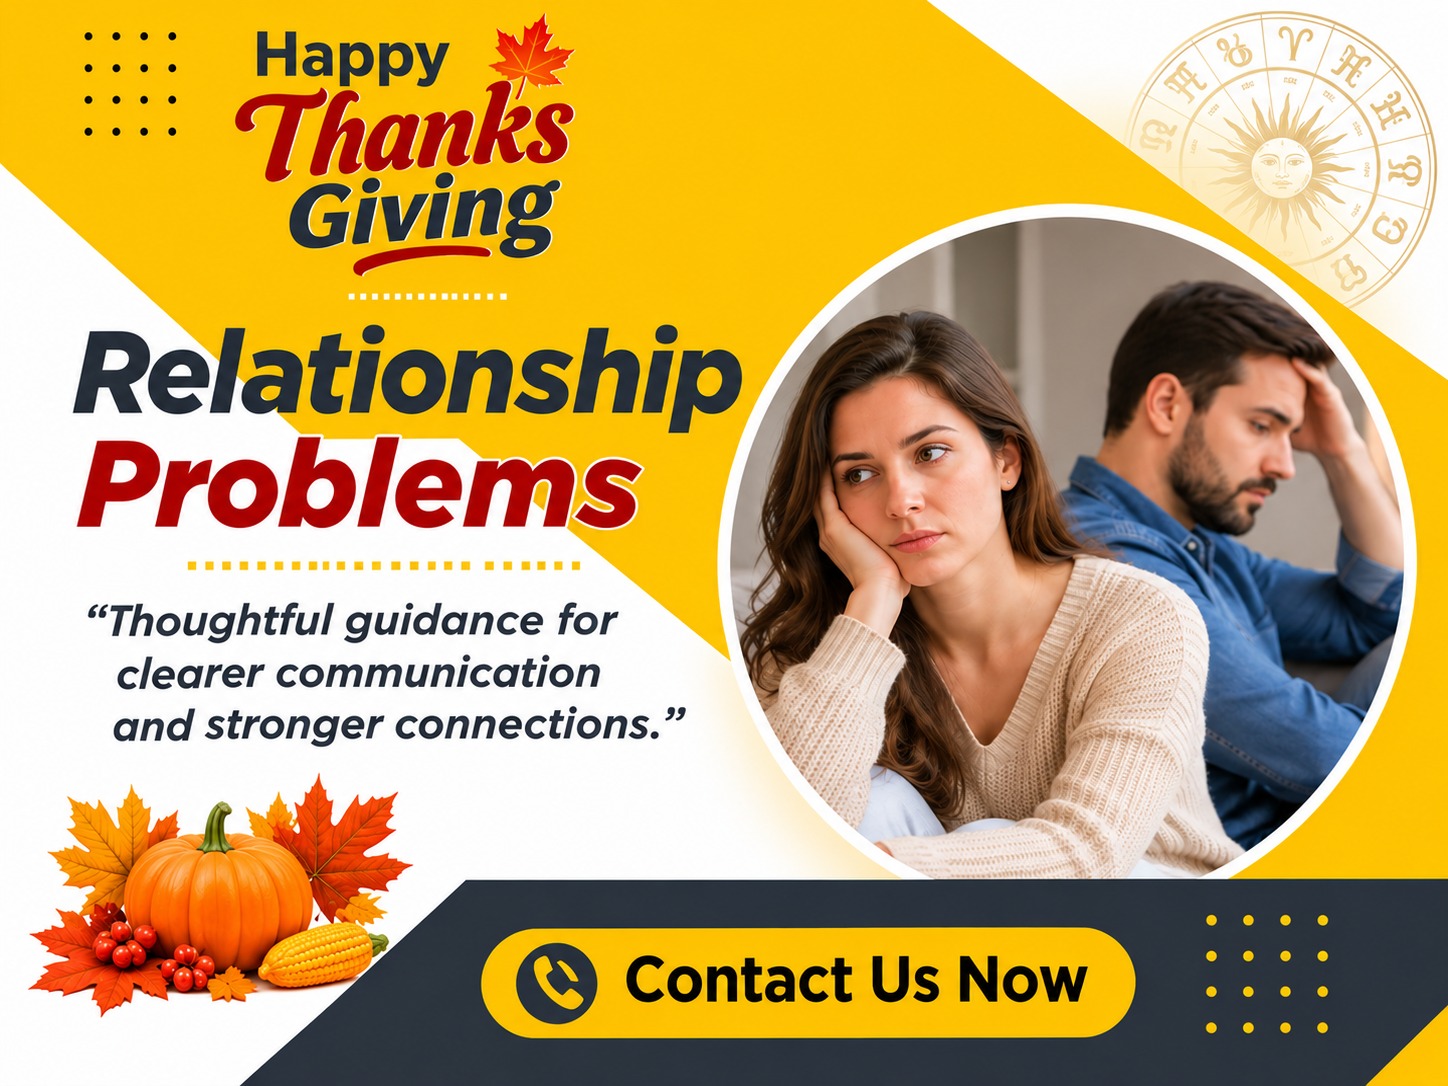 Happy
Thanks
Giving
Relationship
Problems
“Thoughtful guidance for
clearer communication
and stronger connections.”
Contact Us Now